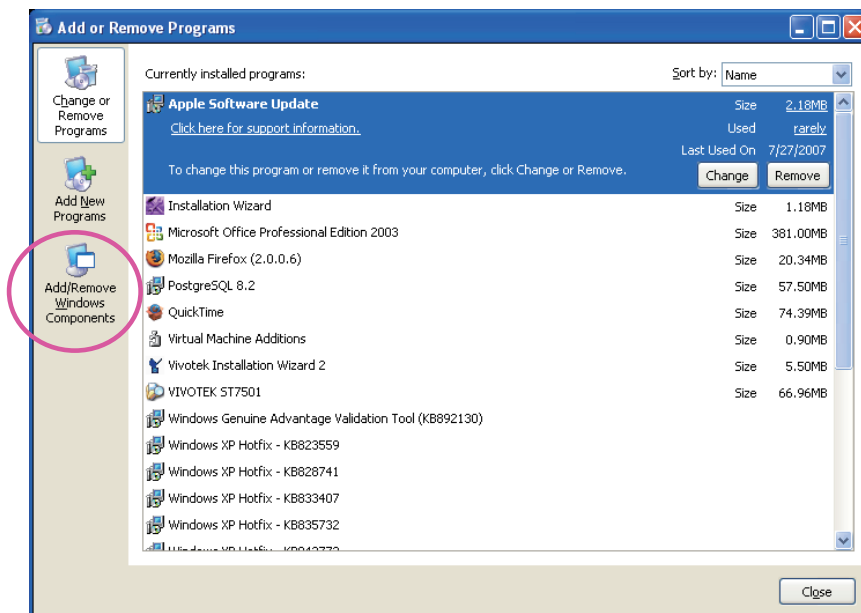 Add or Remove Programs
Change or
Remove
Programs
Add New
Programs
Add/Remove
Windows
Components
Currently installed programs:
Sort by: Name
Apple Software Update Size 2.18MB
Click here for support information. Used rarely
Last Used On 7/27/2007
To change this program or remove it from your computer, click Change or Remove. Change Remove
Installation Wizard Size 1.18MB
Microsoft Office Professional Edition 2003 Size 381.00MB
Mozilla Firefox (2.0.0.6) Size 20.34MB
PostgreSQL 8.2 Size 57.50MB
QuickTime Size 74.39MB
Virtual Machine Additions Size 0.90MB
Vivotek Installation Wizard 2 Size 5.50MB
VIVOTEK ST7501 Size 66.96MB
Windows Genuine Advantage Validation Tool (KB892130)
Windows XP Hotfix - KB823559
Windows XP Hotfix - KB828741
Windows XP Hotfix - KB833407
Windows XP Hotfix - KB835732
Windows XP Hotfix -
Close